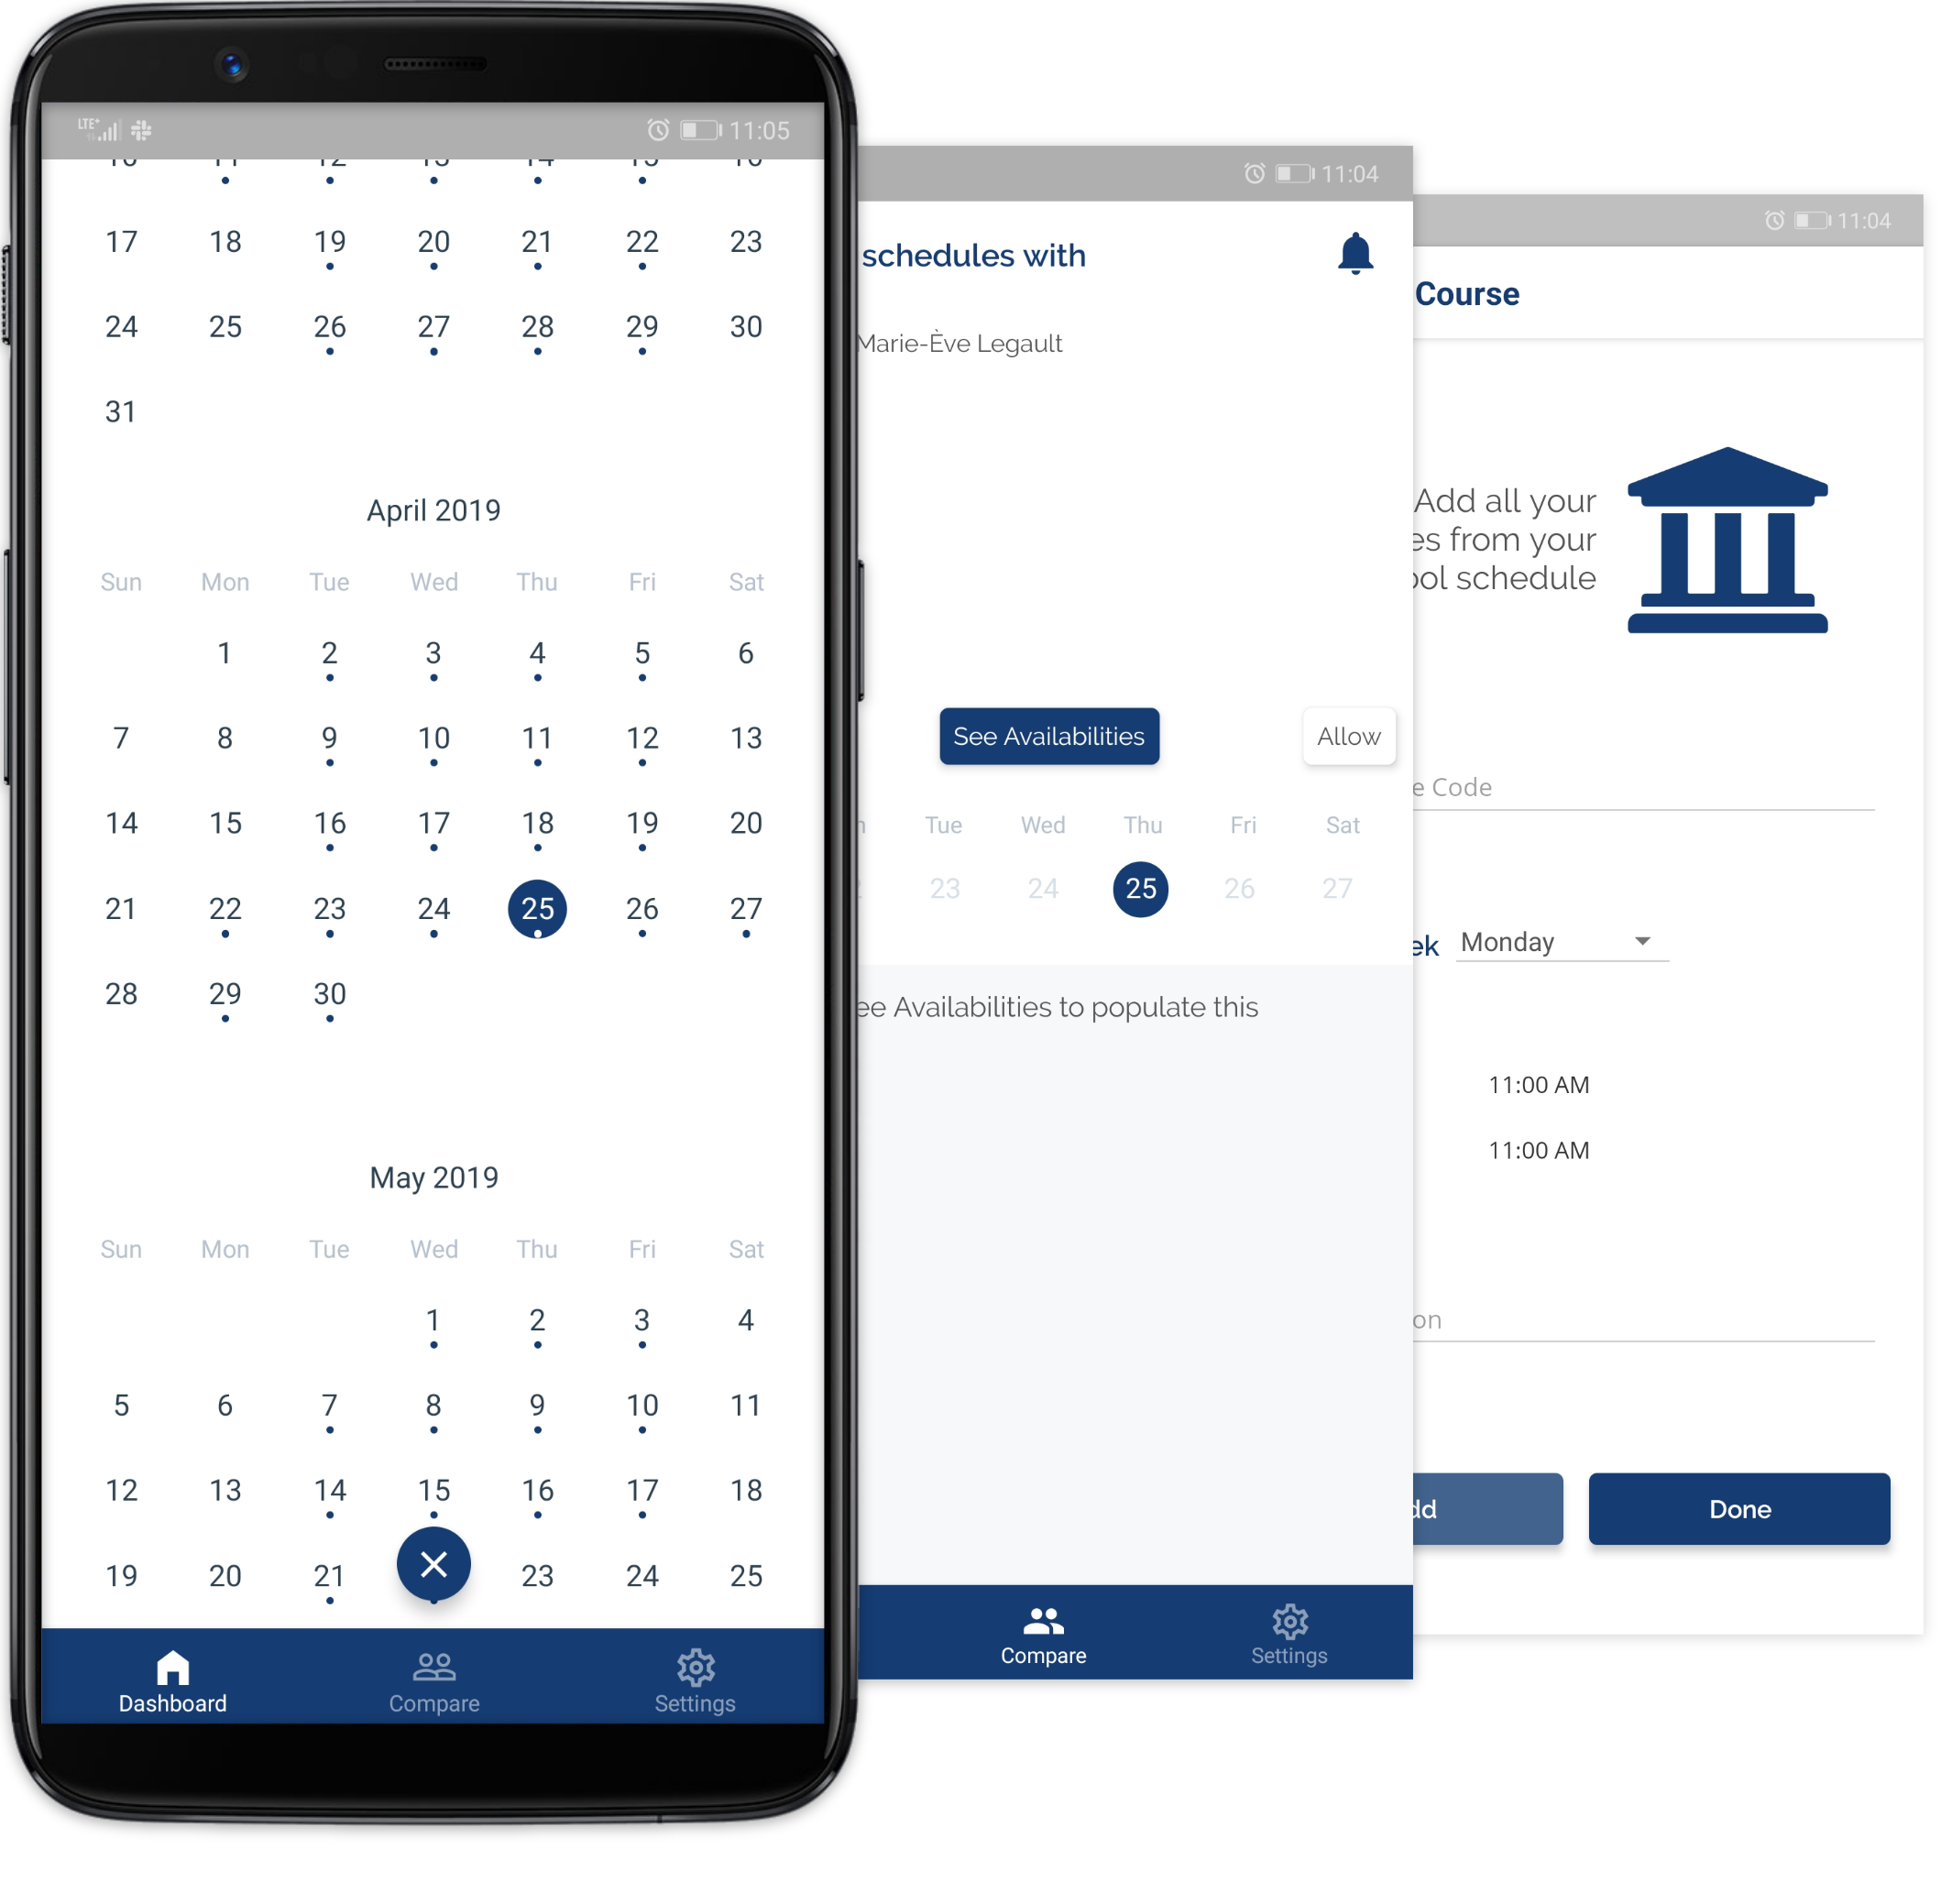 LTE+ 11:05
17 18 19 20 21 22 23
24 25 26 27 28 29 30
31
April 2019
Sun Mon Tue Wed Thu Fri Sat
1 2 3 4 5 6
7 8 9 10 11 12 13
14 15 16 17 18 19 20
21 22 23 24 25 26 27
28 29 30
May 2019
Sun Mon Tue Wed Thu Fri Sat
1 2 3 4
5 6 7 8 9 10 11
12 13 14 15 16 17 18
19 20 21 23 24 25
Dashboard Compare Settings
11:04
schedules with
Marie-Ève Legault
See Availabilities Allow
Tue Wed Thu Fri Sat
23 24 25 26 27
Availabilities to populate this
Compare Settings
11:04
Course
Add all your
from your
schedule
Code
Monday
11:00 AM
11:00 AM
Done